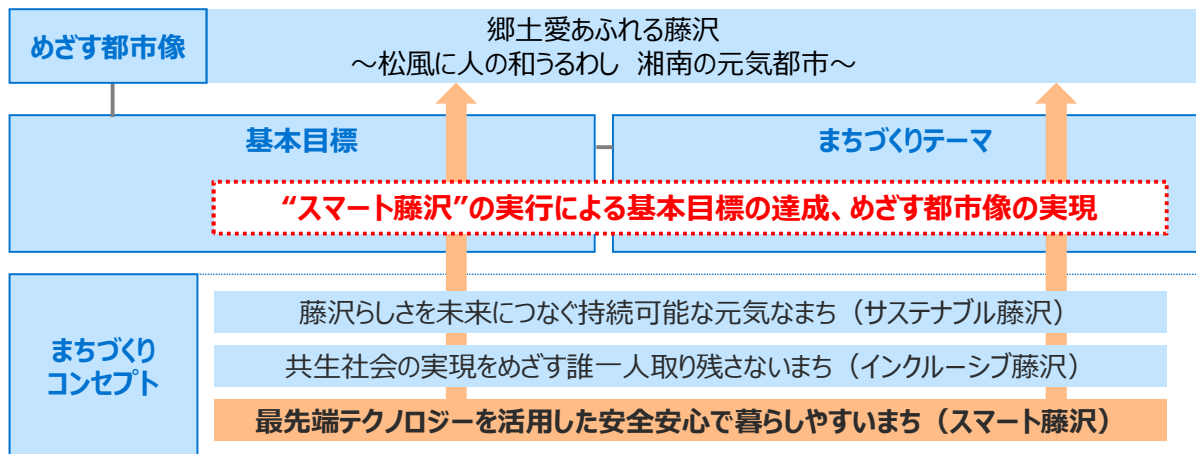 めざす都市像
郷土愛あふれる藤沢
～松風に人の和うるわし 湘南の元気都市～
基本目標
まちづくりテーマ
“スマート藤沢”の実行による基本目標の達成、めざす都市像の実現
まちづくり
コンセプト
藤沢らしさを未来につなぐ持続可能な元気なまち（サステナブル藤沢）
共生社会の実現をめざす誰一人取り残さないまち（インクルーシブ藤沢）
最先端テクノロジーを活用した安全安心で暮らしやすいまち（スマート藤沢）